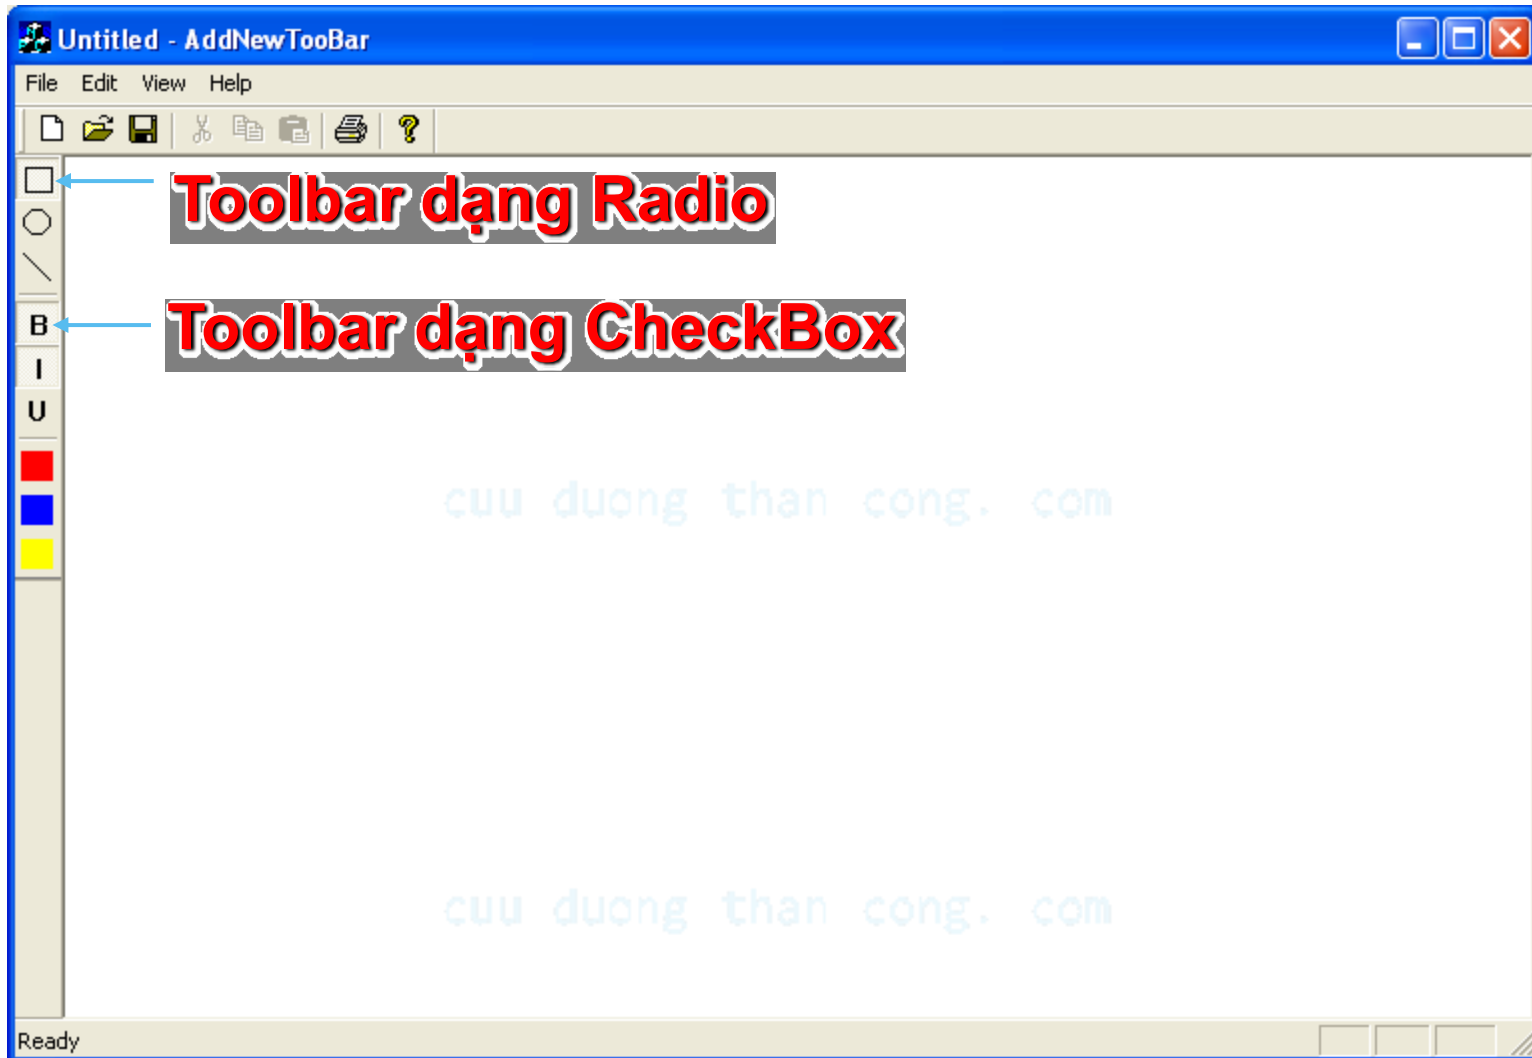 Untitled - AddNewTooBar
File Edit View Help
Toolbar dạng Radio
B
Toolbar dạng CheckBox
I
U
cuu duong than cong. com
cuu duong than cong. com
Ready